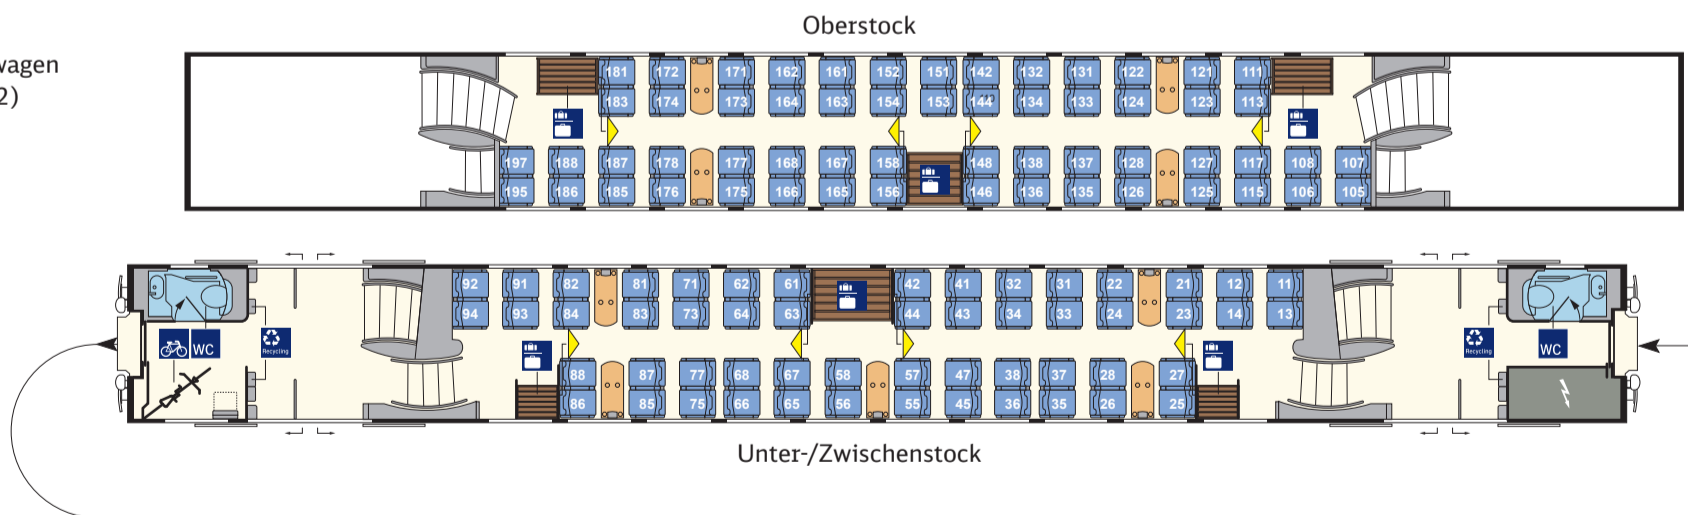 Oberstock
wagen
2)
181 172 171 162 161 152 151 142 132 131 122 121 111
183 174 173 164 163 154 153 144 134 133 124 123 113
197 188 187 178 177 168 167 158 148 138 137 128 127 117 108 107
195 186 185 176 175 166 165 156 146 136 135 126 125 115 106 105
92 91 82 81 71 62 61 42 41 32 31 22 21 12 11
94 93 84 83 73 64 63 44 43 34 33 24 23 14 13
WC Recycling Recycling WC
88 87 77 68 67 58 57 47 38 37 28 27
86 85 75 66 65 56 55 45 36 35 26 25
Unter-/Zwischenstock